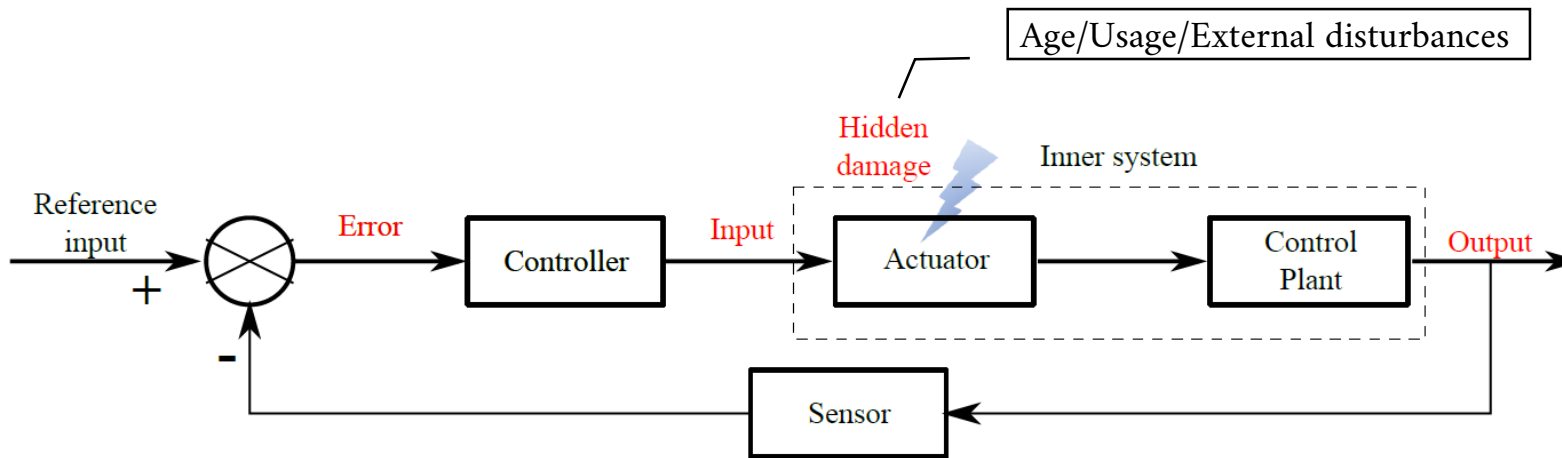 Age/Usage/External disturbances
Hidden
damage
Inner system
Reference
input
Error
Controller
Input
Actuator
Control
Plant
Output
+
-
Sensor